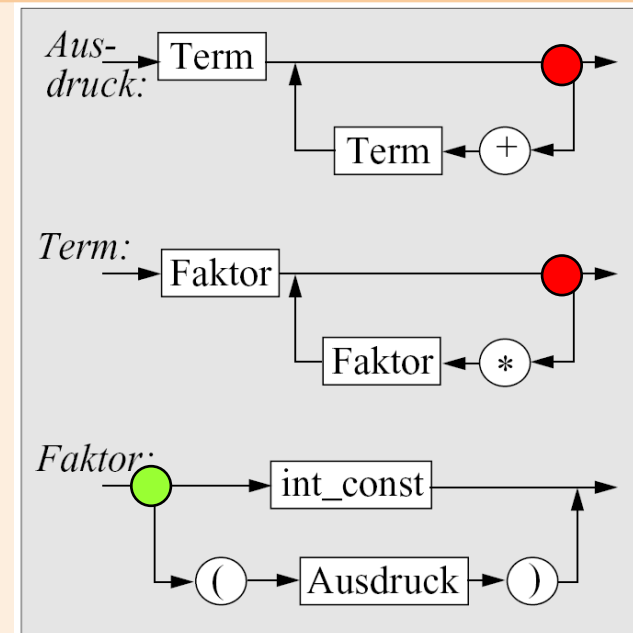 Aus-
druck:
Term
Term
+
Term:
Faktor
Faktor
*
Faktor:
int_const
(
Ausdruck
)